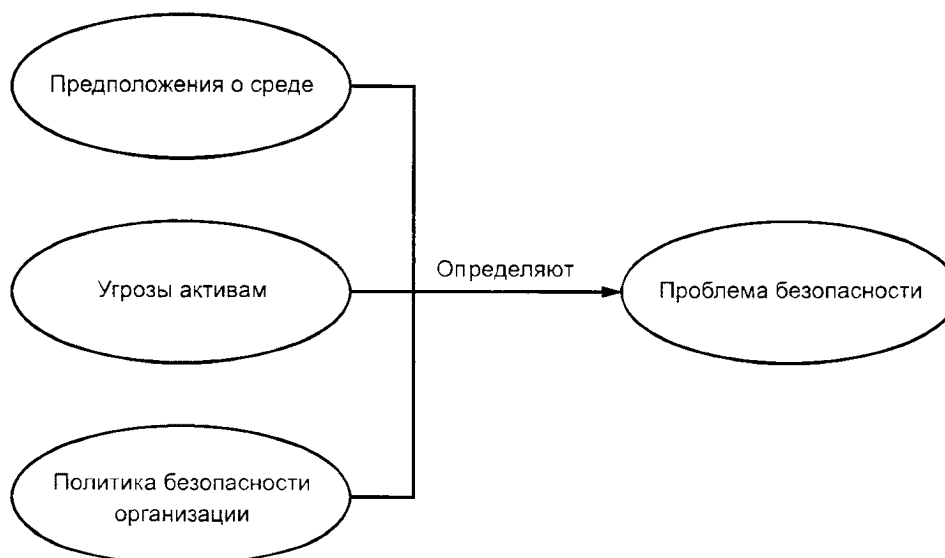 Предположения о среде
Угрозы активам
Определяют
Проблема безопасности
Политика безопасности
организации